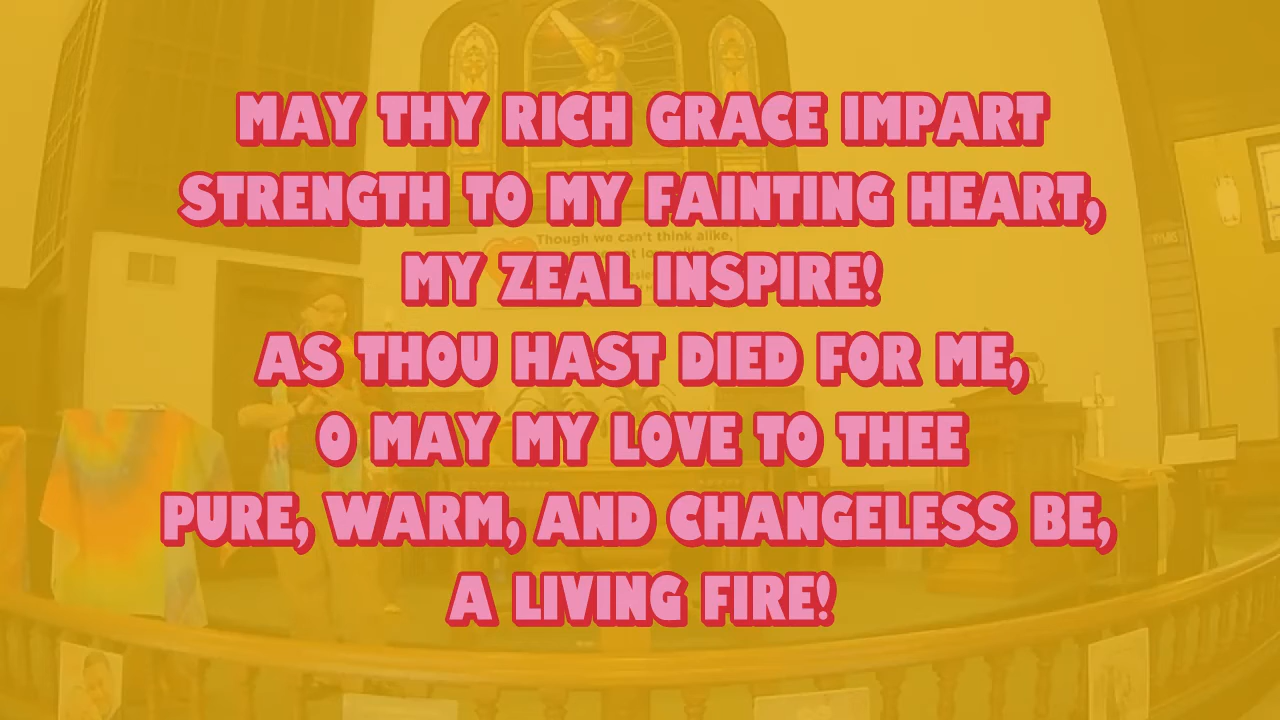 MAY THY RICH GRACE IMPART
STRENGTH TO MY FAINTING HEART,
MY ZEAL INSPIRE!
AS THOU HAST DIED FOR ME,
O MAY MY LOVE TO THEE
PURE, WARM, AND CHANGELESS BE,
A LIVING FIRE!
Though we can't think alike,